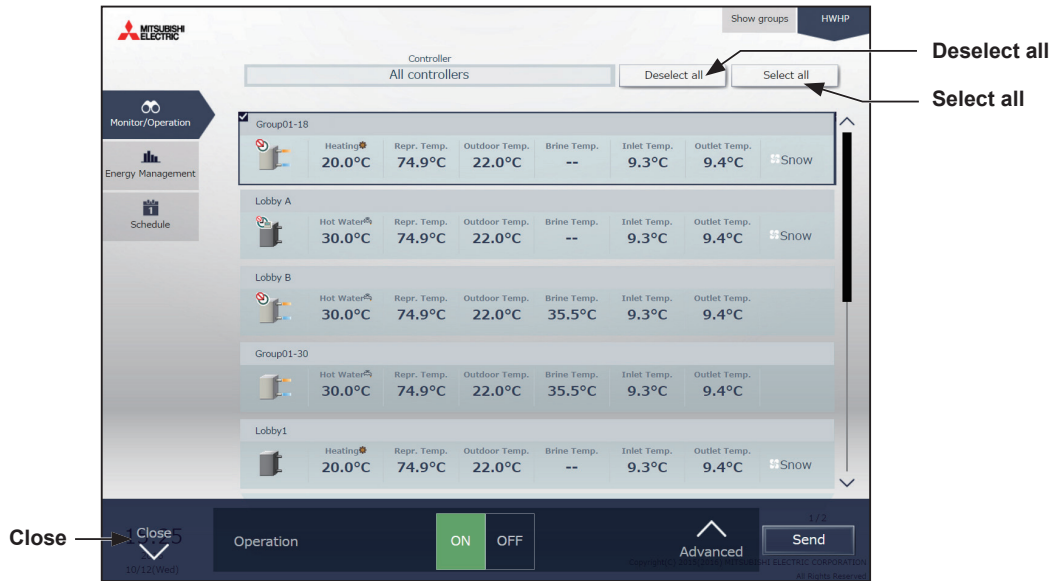 MITSUBISHI
ELECTRIC
Show groups
HWHP
Controller
All controllers
Deselect all
Select all
Deselect all
Select all
Monitor/Operation
Energy Management
1
Schedule
Group01-18
Heating Repr. Temp. Outdoor Temp. Brine Temp. Inlet Temp. Outlet Temp.
20.0°C 74.9°C 22.0°C -- 9.3°C 9.4°C Snow
Lobby A
Hot Water Repr. Temp. Outdoor Temp. Brine Temp. Inlet Temp. Outlet Temp.
30.0°C 74.9°C 22.0°C -- 9.3°C 9.4°C Snow
Lobby B
Hot Water Repr. Temp. Outdoor Temp. Brine Temp. Inlet Temp. Outlet Temp.
30.0°C 74.9°C 22.0°C 35.5°C 9.3°C 9.4°C
Group01-30
Hot Water Repr. Temp. Outdoor Temp. Brine Temp. Inlet Temp. Outlet Temp.
30.0°C 74.9°C 22.0°C 35.5°C 9.3°C 9.4°C
Lobby1
Heating Repr. Temp. Outdoor Temp. Brine Temp. Inlet Temp. Outlet Temp.
20.0°C 74.9°C 22.0°C -- 9.3°C 9.4°C Snow
Close
Close
10/12(Wed)
Operation
ON
OFF
Advanced
1/2
Send
MITSUBISHI ELECTRIC CORPORATION
All Rights Reserved